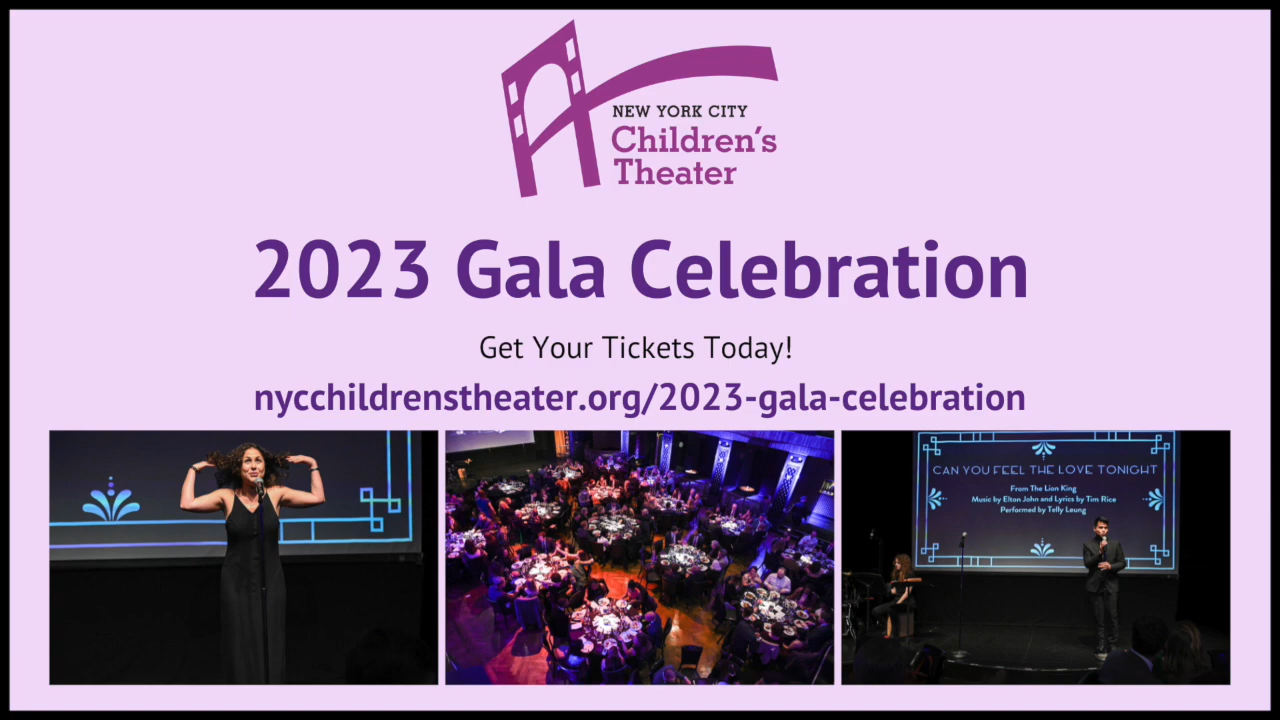 NEW YORK CITY
Children's
Theater
2023 Gala Celebration
Get Your Tickets Today!
nycchildrenstheater.org/2023-gala-celebration
CAN YOU FEEL THE LOVE TONIGHT
From The Lion King
Music by Elton John and Lyrics by Tim Rice
Performed by Telly Leung